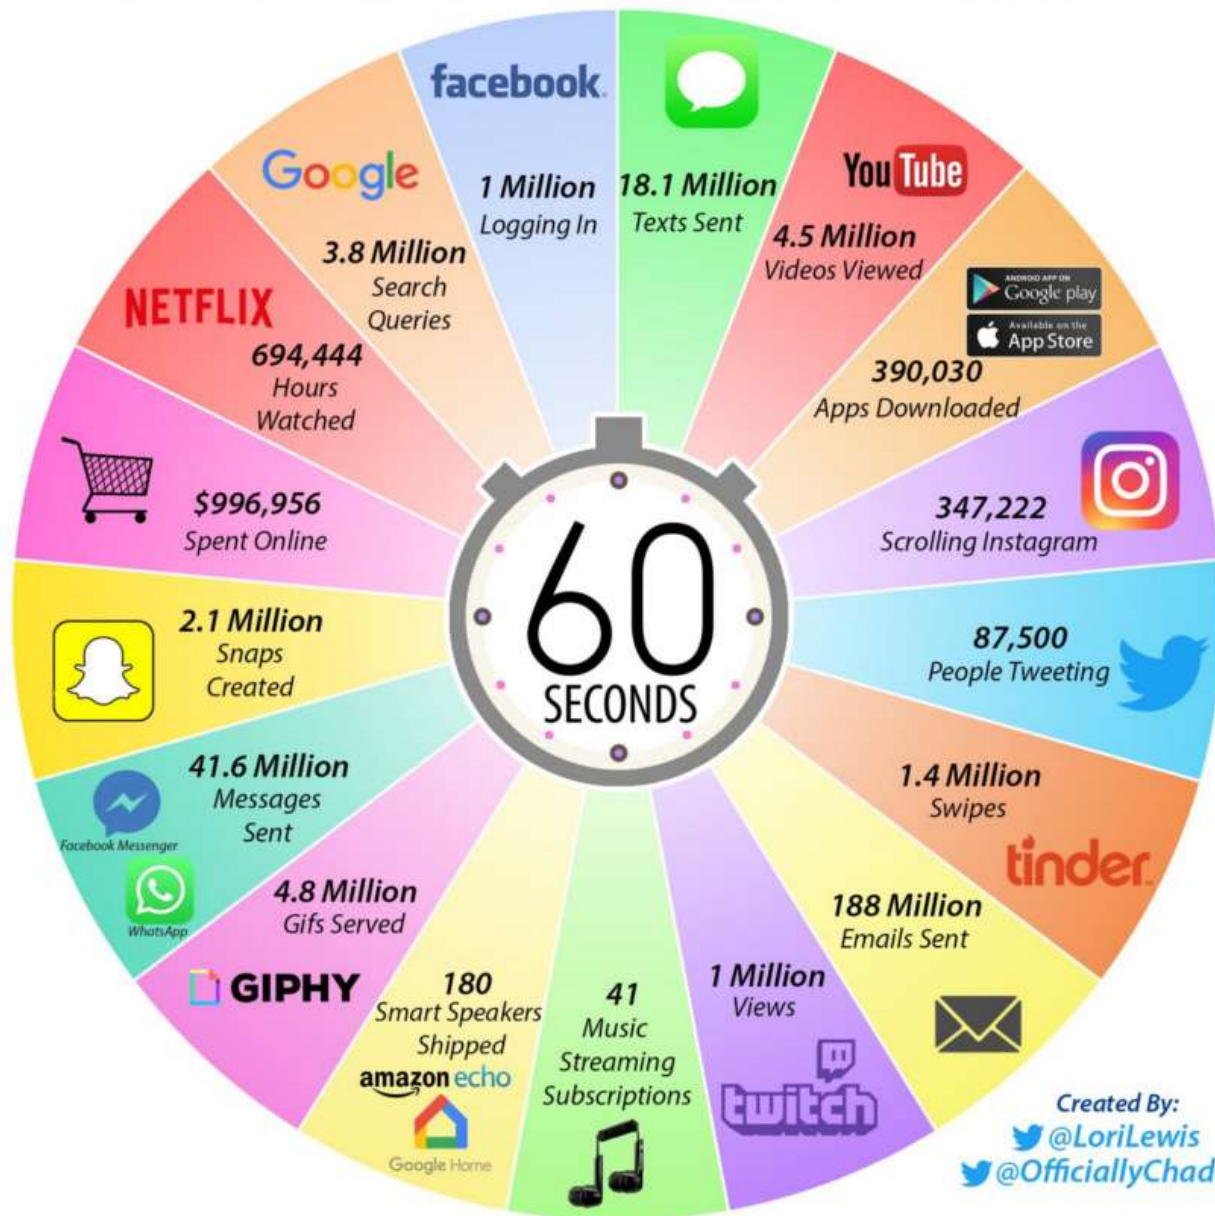 facebook
1 Million
Logging In
18.1 Million
Texts Sent
YouTube
4.5 Million
Videos Viewed
ANDROID APP ON
Google play
Available on the
App Store
390,030
Apps Downloaded
347,222
Scrolling Instagram
87,500
People Tweeting
1.4 Million
Swipes
tinder
188 Million
Emails Sent
1 Million
Views
twitch
41
Music
Streaming
Subscriptions
180
Smart Speakers
Shipped
amazon echo
Google Home
4.8 Million
Gifs Served
GIPHY
41.6 Million
Messages
Sent
Facebook Messenger
WhatsApp
2.1 Million
Snaps
Created
$996,956
Spent Online
NETFLIX
694,444
Hours
Watched
Google
3.8 Million
Search
Queries
60
SECONDS
Created By:
@LoriLewis
@OfficiallyChad